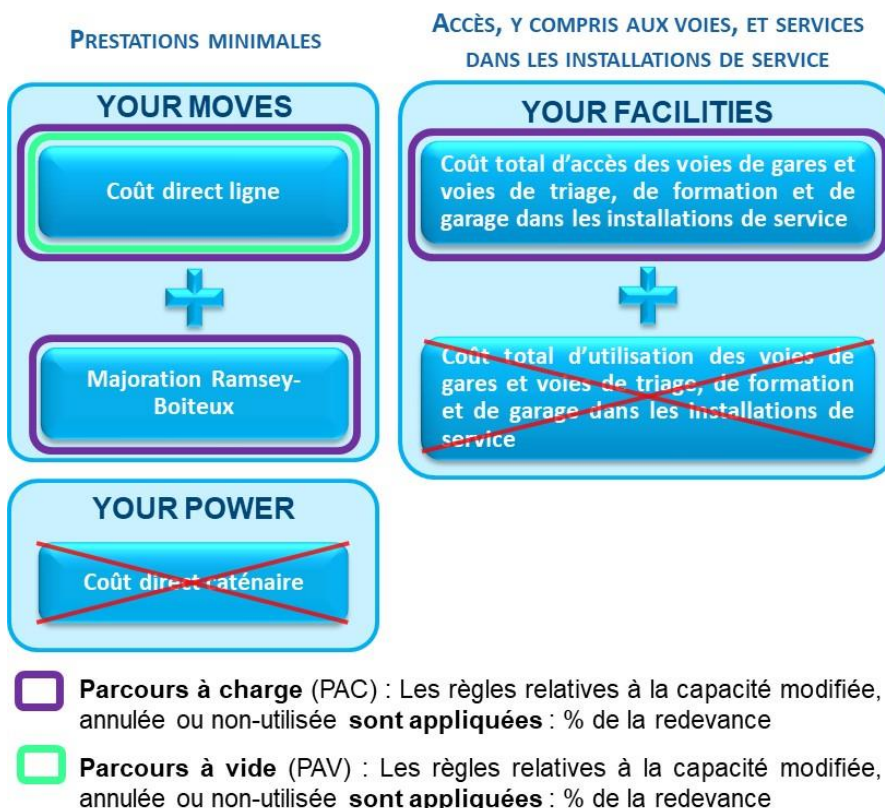 PRESTATIONS MINIMALES
ACCÈS, Y COMPRIS AUX VOIES, ET SERVICES
DANS LES INSTALLATIONS DE SERVICE
YOUR MOVES
Coût direct ligne
Majoration Ramsey-
Boiteux
YOUR FACILITIES
Coût total d'accès des voies de gares et
voies de triage, de formation et de
garage dans les installations de service
Coût total d'utilisation des voies de
gares et voies de triage, de formation
et de garage dans les installations de
service
YOUR POWER
Coût direct caténaire
Parcours à charge (PAC) : Les règles relatives à la capacité modifiée,
annulée ou non-utilisée sont appliquées : % de la redevance
Parcours à vide (PAV) : Les règles relatives à la capacité modifiée,
annulée ou non-utilisée sont appliquées : % de la redevance